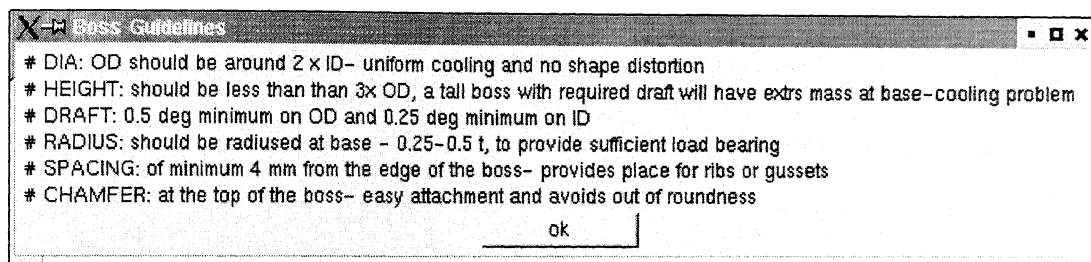 Boss Guidelines
# DIA: OD should be around 2 x ID- uniform cooling and no shape distortion
# HEIGHT: should be less than than 3x OD, a tall boss with required draft will have extrs mass at base-cooling problem
# DRAFT: 0.5 deg minimum on OD and 0.25 deg minimum on ID
# RADIUS: should be radiused at base - 0.25-0.5 t, to provide sufficient load bearing
# SPACING: of minimum 4 mm from the edge of the boss- provides place for ribs or gussets
# CHAMFER: at the top of the boss- easy attachment and avoids out of roundness
ok